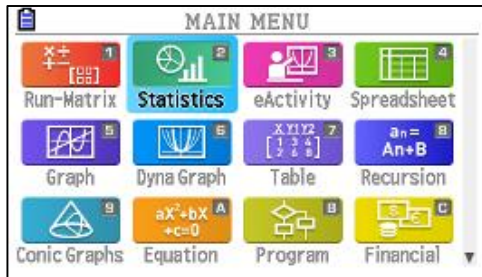 MAIN MENU
1 2 3 4
Run-Matrix Statistics eActivity Spreadsheet
5 6 X Y1 Y2 7 an= 8
1 3 4 An+B
2 6 8
Graph Dyna Graph Table Recursion
9 aX²+bX A B C
+c=0
Conic Graphs Equation Program Financial